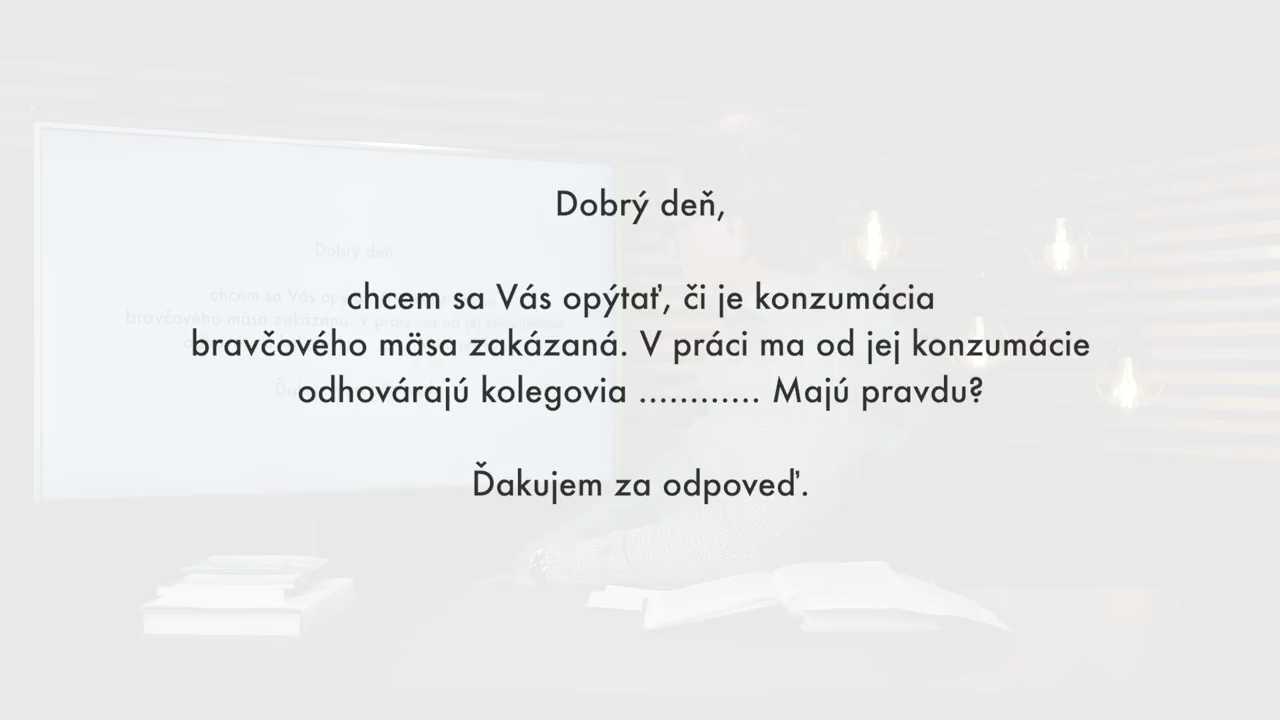 Dobrý deň,
chcem sa Vás opýtať, či je konzumácia
bravčového mäsa zakázaná. V práci ma od jej konzumácie
odhovárajú kolegovia ............ Majú pravdu?
Ďakujem za odpoveď.